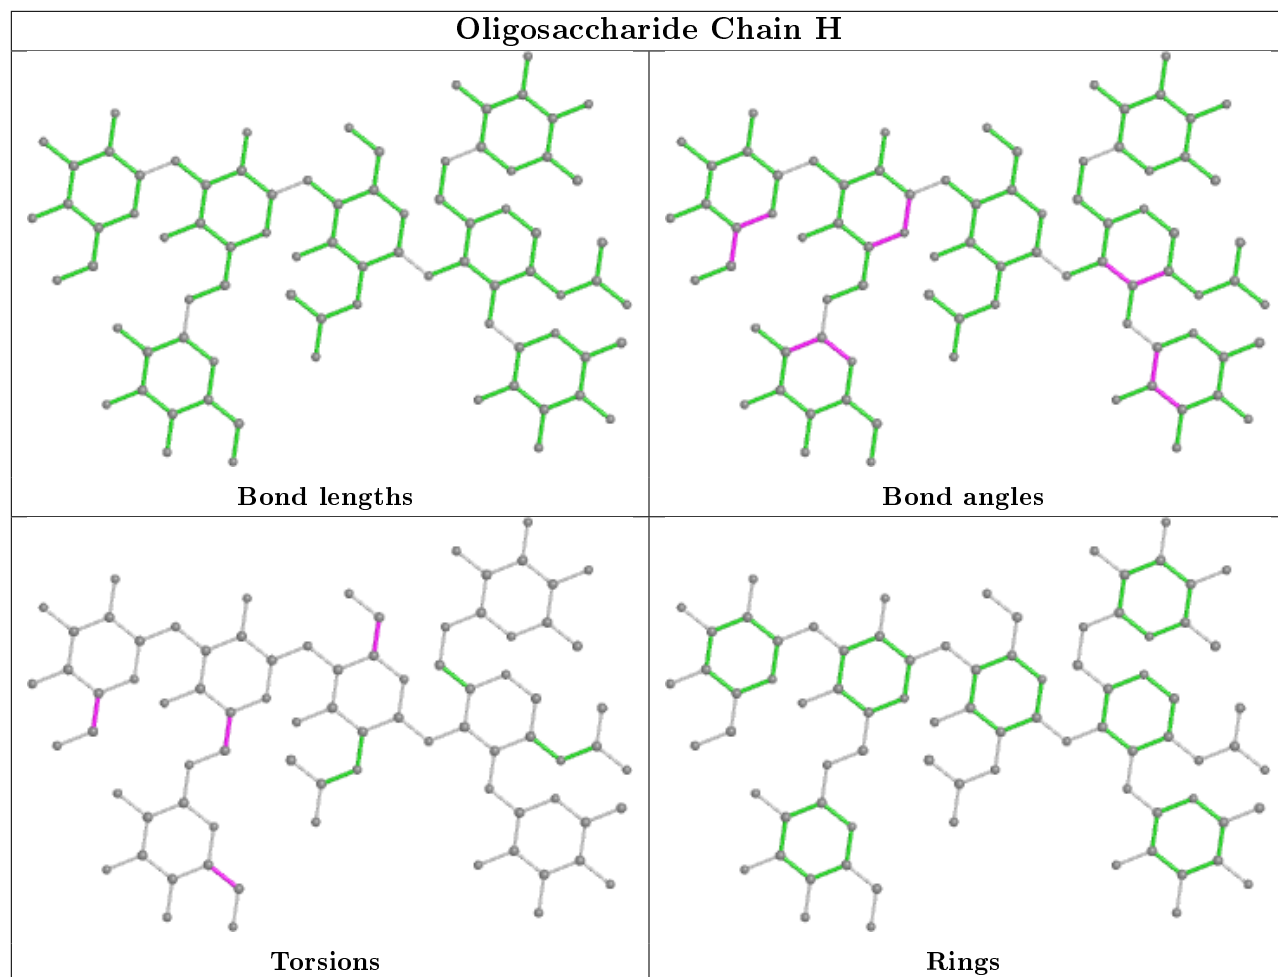 Oligosaccharide Chain H
Bond lengths
Bond angles
Torsions
Rings